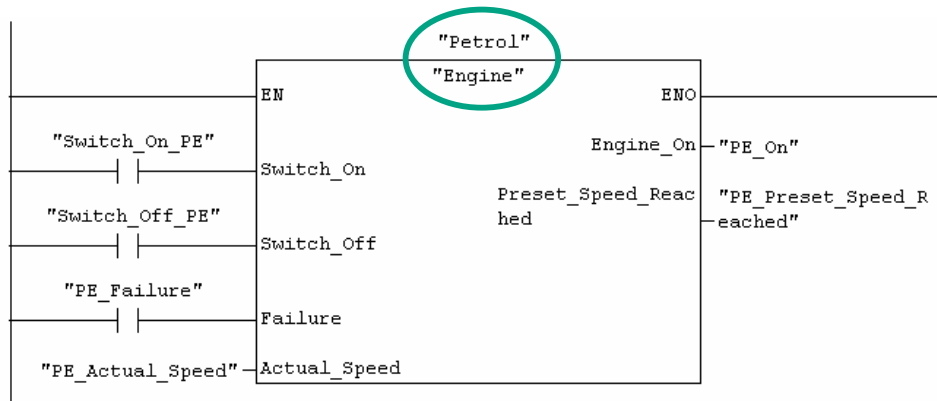 "Petrol"
"Engine"
EN
ENO
"Switch_On_PE"
Switch_On
Engine_On
"PE_On"
"Switch_Off_PE"
Switch_Off
Preset_Speed_Reac
hed
"PE_Preset_Speed_R
eached"
"PE_Failure"
Failure
"PE_Actual_Speed"
Actual_Speed